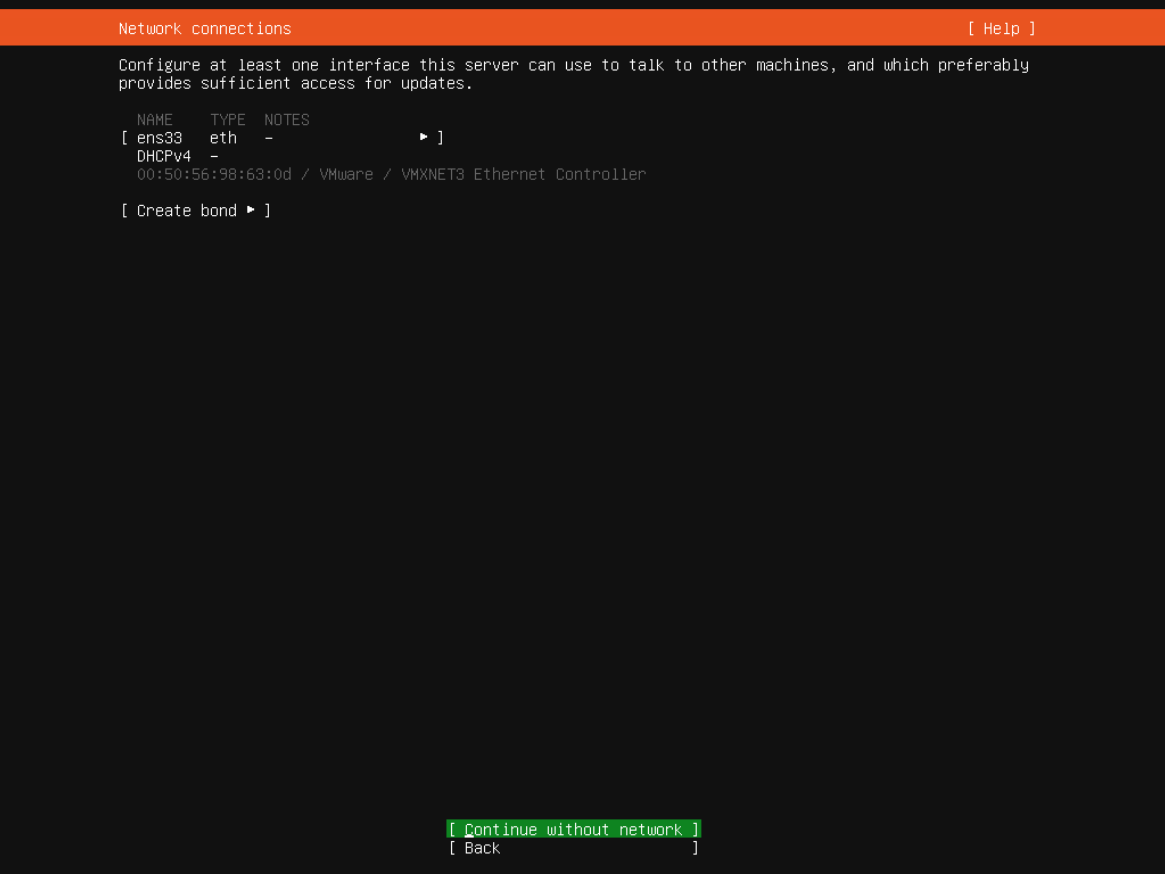 Network connections [ Help ]
Configure at least one interface this server can use to talk to other machines, and which preferably
provides sufficient access for updates.
NAME TYPE NOTES
[ ens33 eth - ▸ ]
DHCPv4 -
00:50:56:98:63:0d / VMware / VMXNET3 Ethernet Controller
[ Create bond ▸ ]
[ Continue without network ]
[ Back ]